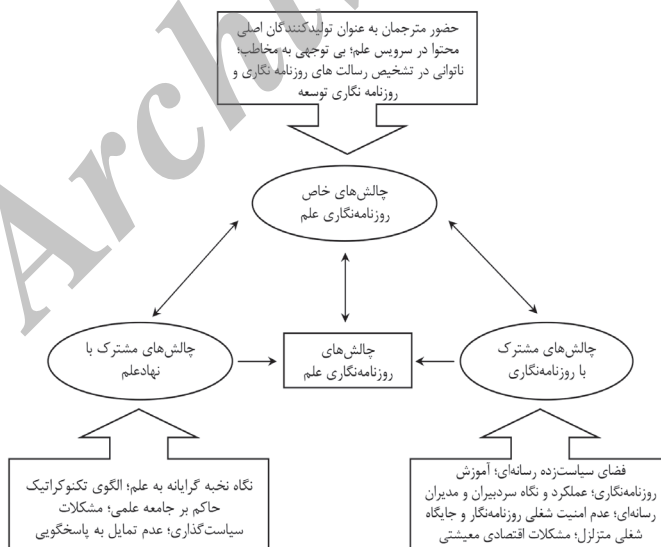 حضور مترجمان به عنوان تولیدکنندگان اصلی
محتوا در سرویس علم؛ بی توجهی به مخاطب؛
ناتوانی در تشخیص رسالت های روزنامه نگاری و
روزنامه نگاری توسعه
چالش‌های خاص
روزنامه‌نگاری علم
چالش‌های مشترک
با روزنامه‌نگاری
چالش‌های
روزنامه‌نگاری علم
چالش‌های مشترک با
نهادعلم
فضای سیاست‌زده رسانه‌ای؛ آموزش
روزنامه‌نگاری؛ عملکرد و نگاه سردبیران و مدیران
رسانه‌ای؛ عدم امنیت شغلی روزنامه‌نگار و جایگاه
شغلی متزلزل؛ مشکلات اقتصادی معیشتی
نگاه نخبه گرایانه به علم؛ الگوی تکنوکراتیک
حاکم بر جامعه علمی؛ مشکلات
سیاست‌گذاری؛ عدم تمایل به پاسخگویی